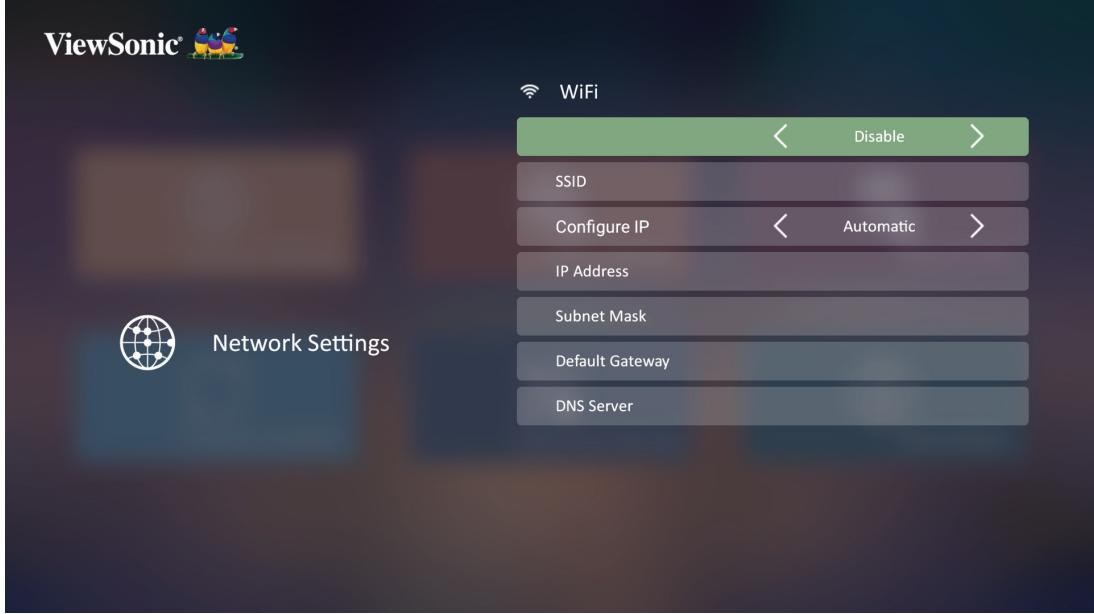 ViewSonic®
WiFi
Disable
SSID
Configure IP Automatic
IP Address
Subnet Mask
Network Settings
Default Gateway
DNS Server